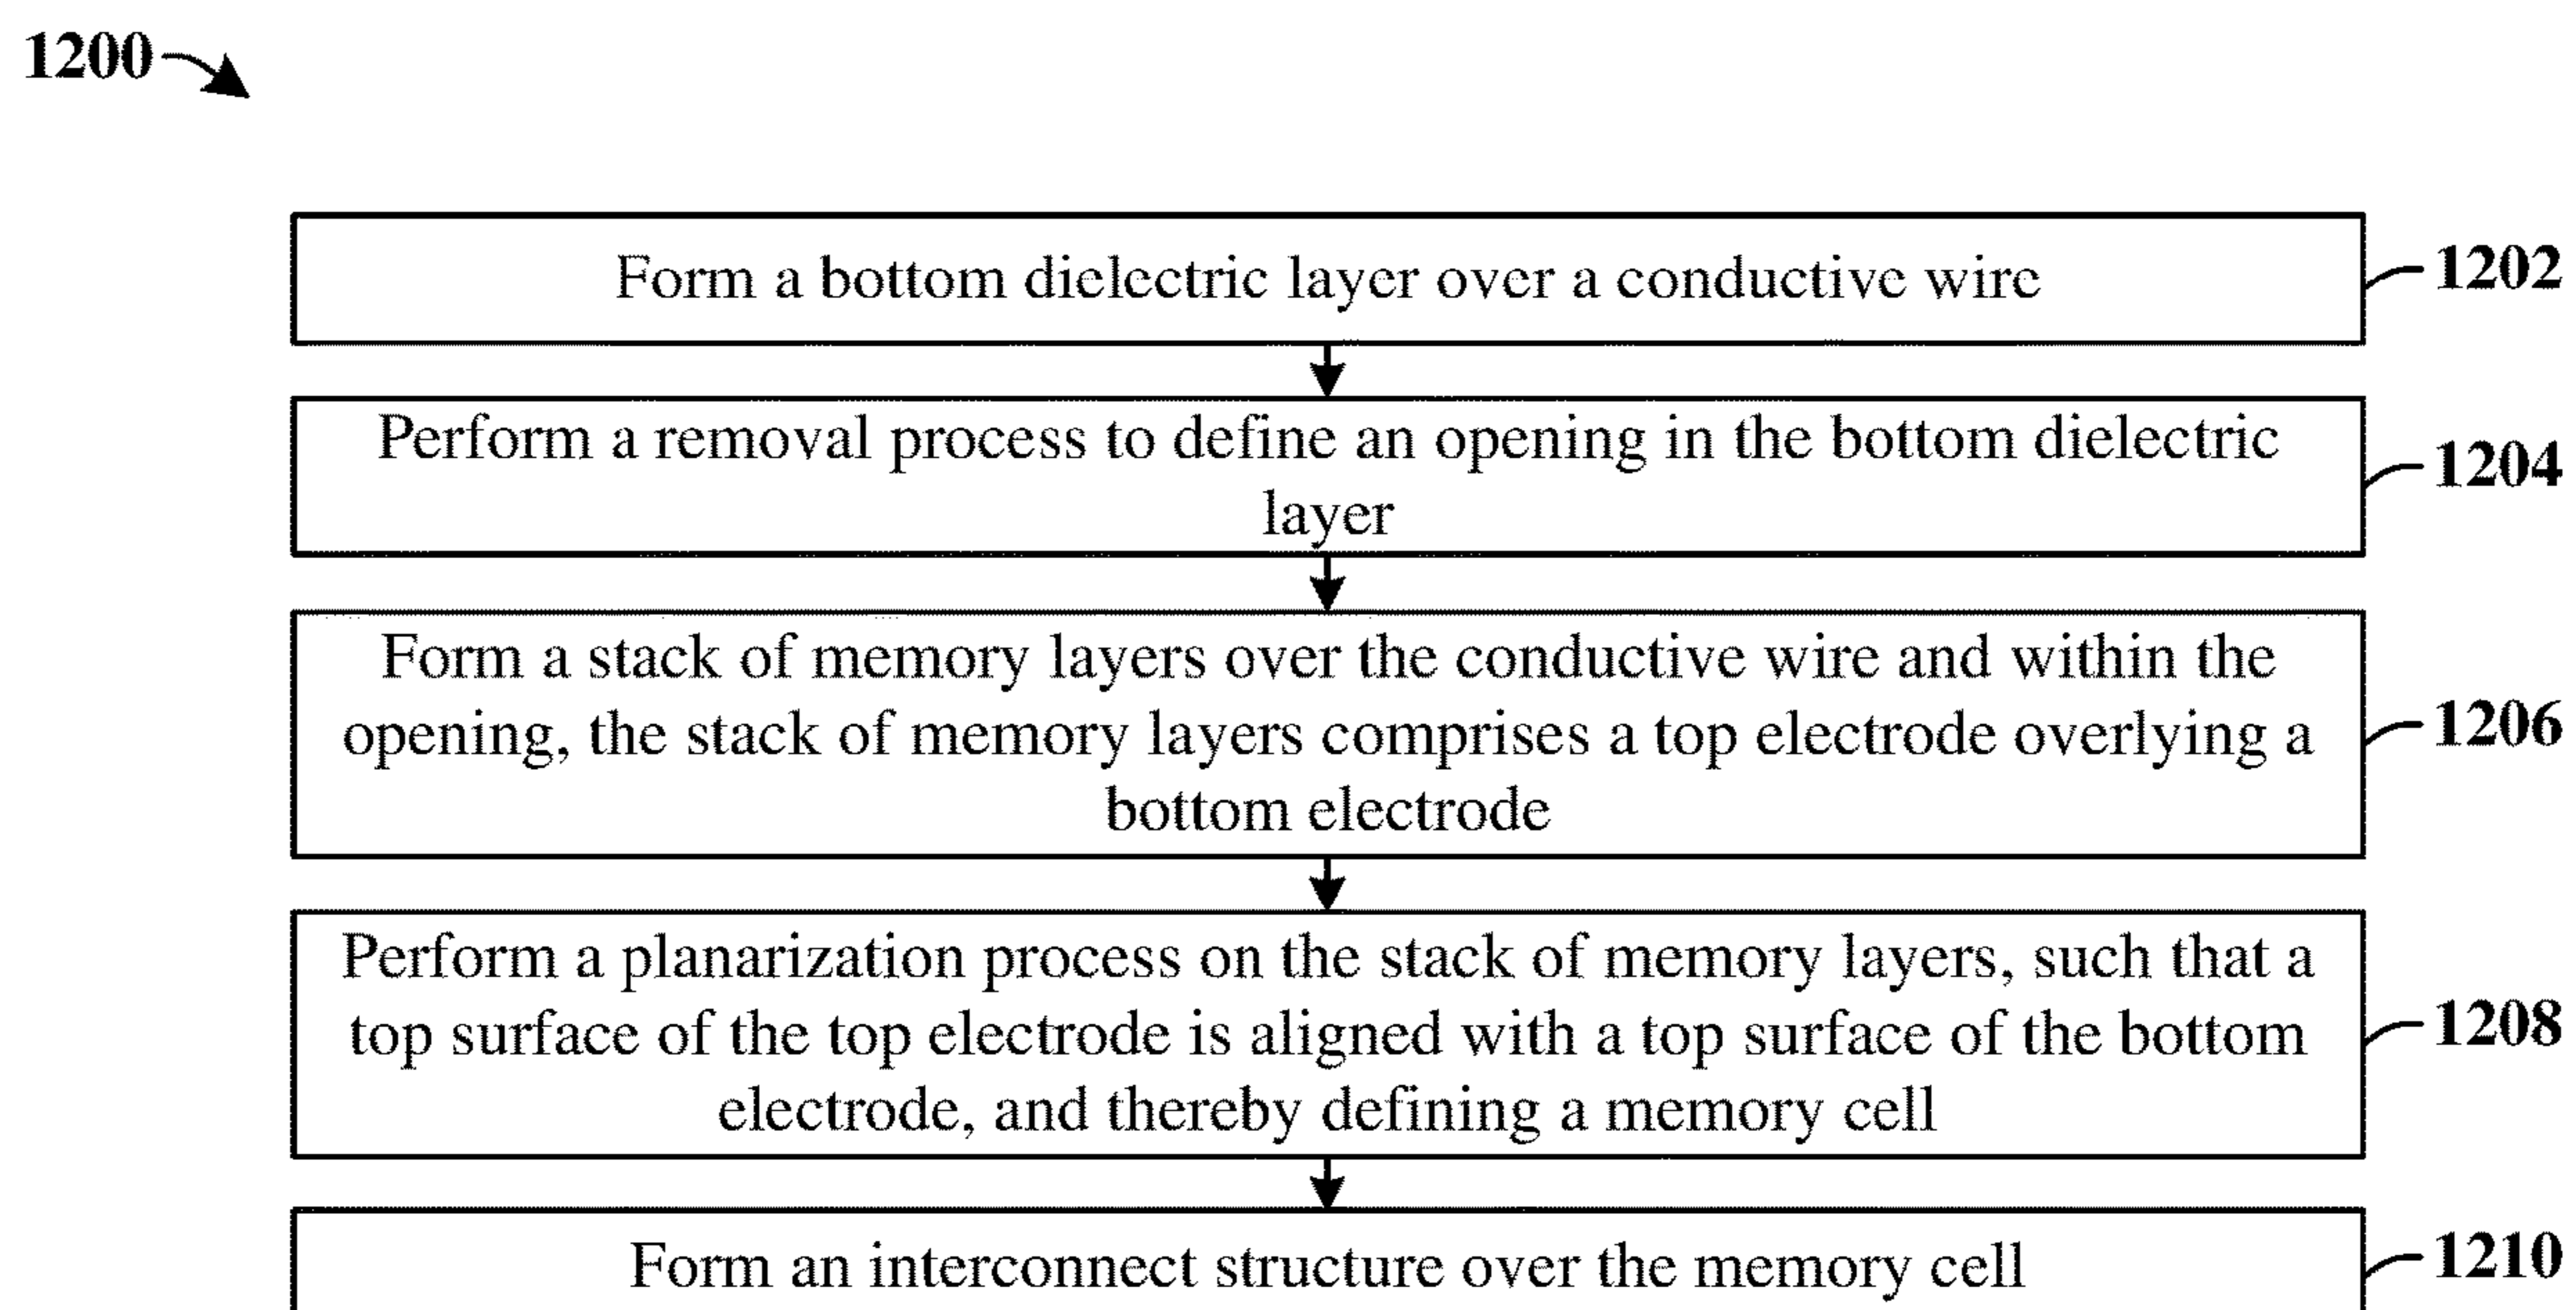 1200
Form a bottom dielectric layer over a conductive wire
1202
Perform a removal process to define an opening in the bottom dielectric
layer
1204
Form a stack of memory layers over the conductive wire and within the
opening, the stack of memory layers comprises a top electrode overlying a
bottom electrode
1206
Perform a planarization process on the stack of memory layers, such that a
top surface of the top electrode is aligned with a top surface of the bottom
electrode, and thereby defining a memory cell
1208
Form an interconnect structure over the memory cell
1210